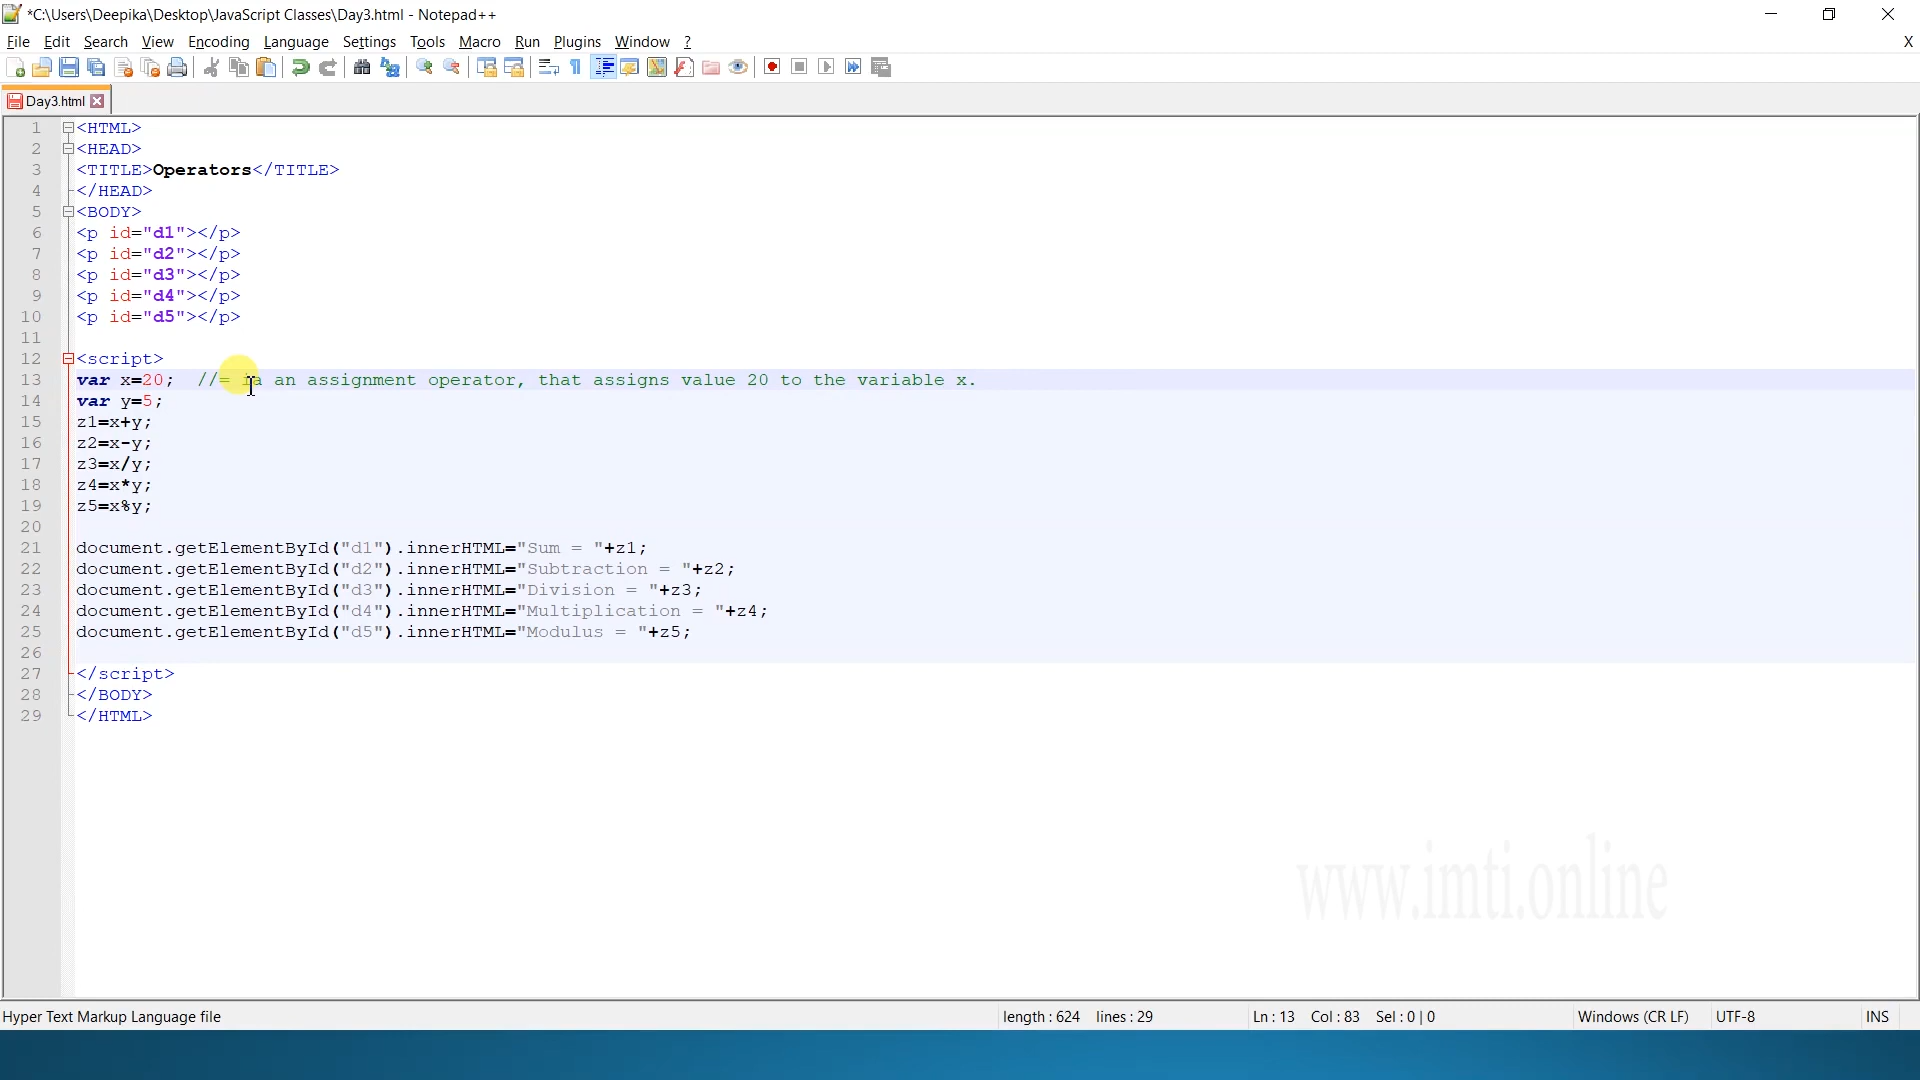 *C:\Users\Deepika\Desktop\JavaScript Classes\Day3.html - Notepad++
File Edit Search View Encoding Language Settings Tools Macro Run Plugins Window ? X
Day3.html
1 <HTML>
2 <HEAD>
3 <TITLE>Operators</TITLE>
4 </HEAD>
5 <BODY>
6 <p id="d1"></p>
7 <p id="d2"></p>
8 <p id="d3"></p>
9 <p id="d4"></p>
10 <p id="d5"></p>
11
12 <script>
13 var x=20; //= ia an assignment operator, that assigns value 20 to the variable x.
14 var y=5;
15 z1=x+y;
16 z2=x-y;
17 z3=x/y;
18 z4=x*y;
19 z5=x%y;
20
21 document.getElementById("d1").innerHTML="Sum = "+z1;
22 document.getElementById("d2").innerHTML="Subtraction = "+z2;
23 document.getElementById("d3").innerHTML="Division = "+z3;
24 document.getElementById("d4").innerHTML="Multiplication = "+z4;
25 document.getElementById("d5").innerHTML="Modulus = "+z5;
26
27 </script>
28 </BODY>
29 </HTML>
www.imti.online
Hyper Text Markup Language file length : 624 lines : 29 Ln : 13 Col : 83 Sel : 0 | 0 Windows (CR LF) UTF-8 INS